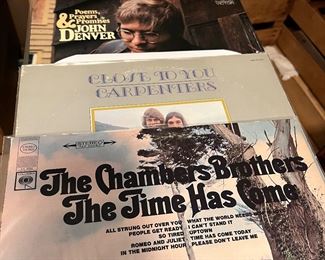 Poems,
Prayers
& Promises
JOHN
DENVER
CLOSE TO YOU
CARPENTERS
STEREO
The Chambers Brothers
The Time Has Come
ALL STRUNG OUT OVER YOU
PEOPLE GET READY
SO TIRED
ROMEO AND JULIET
IN THE MIDNIGHT HOUR
WHAT THE WORLD NEEDS
I CAN'T STAND IT
UPTOWN
TIME HAS COME TODAY
PLEASE DON'T LEAVE ME